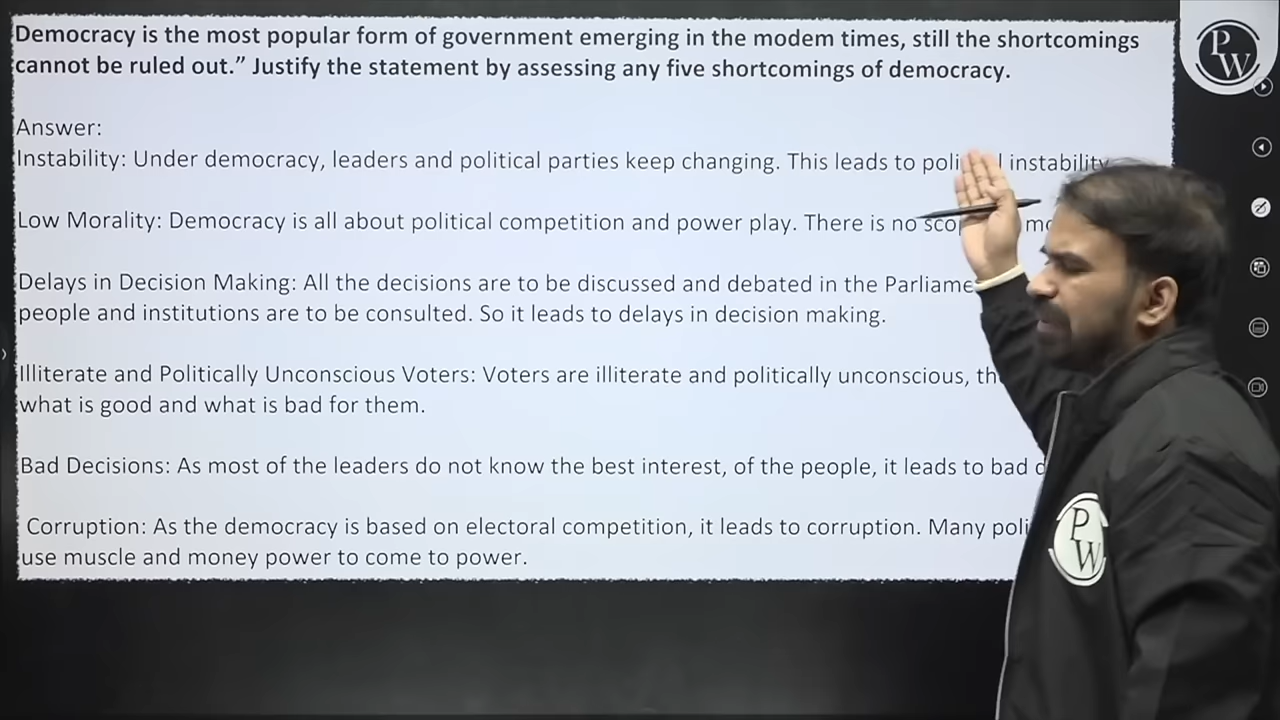 Democracy is the most popular form of government emerging in the modem times, still the shortcomings
cannot be ruled out.” Justify the statement by assessing any five shortcomings of democracy.
Answer:
Instability: Under democracy, leaders and political parties keep changing. This leads to instability
Low Morality: Democracy is all about political competition and power play. There is no
Delays in Decision Making: All the decisions are to be discussed and debated in the
people and institutions are to be consulted. So it leads to delays in decision making.
Illiterate and Politically Unconscious Voters: Voters are illiterate and politically unconscious,
what is good and what is bad for them.
Bad Decisions: As most of the leaders do not know the best interest, of the people, it leads to bad
Corruption: As the democracy is based on electoral competition, it leads to corruption. Many
use muscle and money power to come to power.
PW
PW